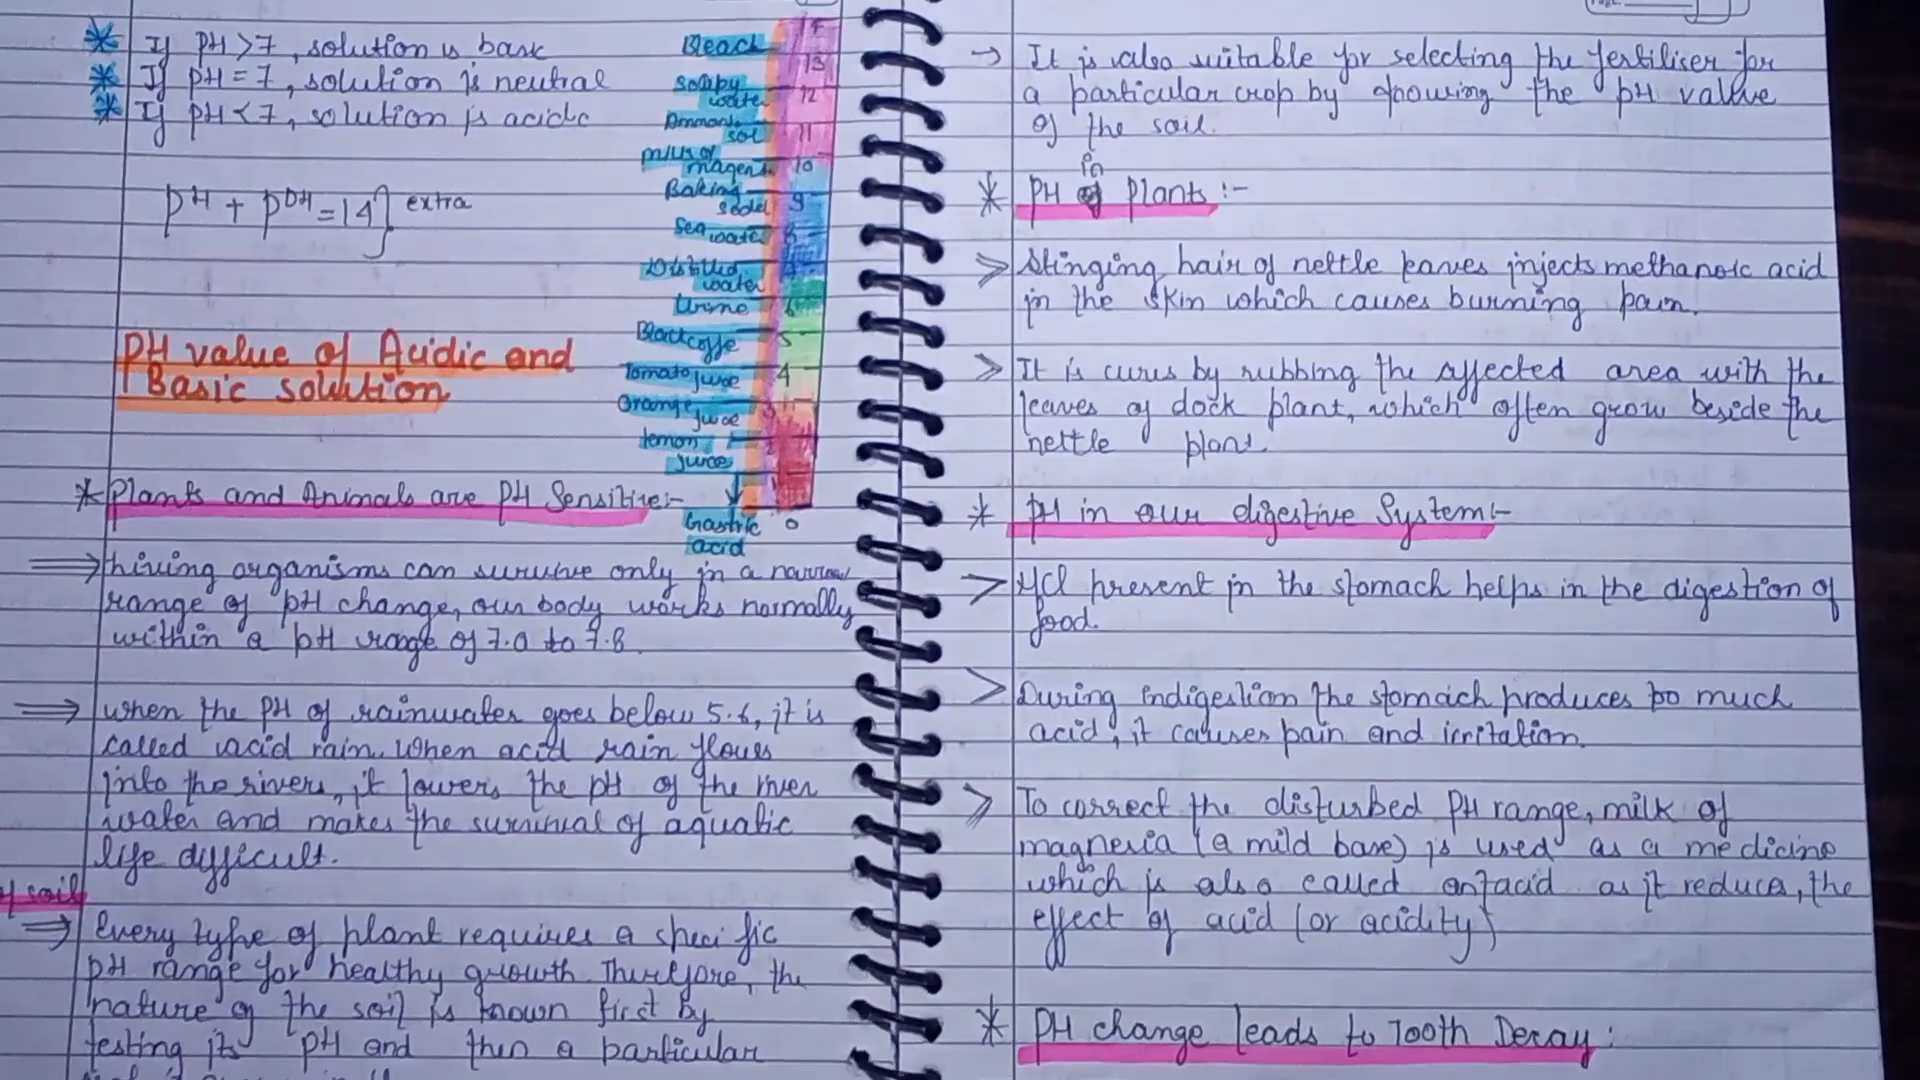 If PH > 7, solution is basic
If PH = 7, solution is neutral
If PH < 7, solution is acidic
pH + pOH = 14} extra
PH value of Acidic and
Basic solution
Bleach
Soapy
water
Ammonia
sol
milk of
magent
Baking
soda
Sea
water
Distilled
water
Urine
Black
coffe
Tomato
juice
Orange
juice
lemon
juice
Gastric
acid
14
13
12
11
10
9
8
7
6
5
4
3
2
1
0
* Plants and Animals are PH Sensitive:-
⇒ Living organisms can survive only in a narrow
range of pH change, our body works normally
within a pH range of 7.0 to 7.8.
⇒ when the PH of rainwater goes below 5.6, it is
called acid rain. When acid rain flows
into the rivers, it lowers the pH of the river
water and makes the survival of aquatic
life difficult.
of soil
⇒ Every type of plant requires a specific
pH range for healthy growth. Therefore, the
nature of the soil is known first by
testing its PH and then a particular
→ It is also suitable for selecting the fertiliser for
a particular crop by knowing the pH value
of the soil.
* PH in Plants :-
> Stinging hair of nettle leaves injects methanoic acid
in the skin which causes burning pain.
> It is cures by rubbing the affected area with the
leaves of dock plant, which often grow beside the
nettle plant.
* PH in our digestive System:-
> HCl present in the stomach helps in the digestion of
food.
> During indigestion the stomach produces too much
acid, it causes pain and irritation.
> To correct the disturbed PH range, milk of
magnesia (a mild base) is used as a medicine
which is also called antacid as it reduces, the
effect of acid (or acidity)
* PH change leads to Tooth Decay :